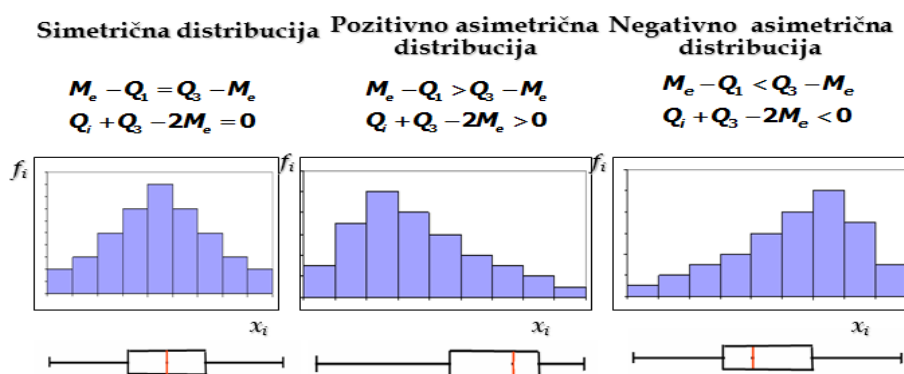 Simetrična distribucija
Mₑ − Q₁ = Q₃ − Mₑ
Qᵢ + Q₃ − 2Mₑ = 0
fᵢ
xᵢ
Pozitivno asimetrična
distribucija
Mₑ − Q₁ > Q₃ − Mₑ
Qᵢ + Q₃ − 2Mₑ > 0
fᵢ
xᵢ
Negativno asimetrična
distribucija
Mₑ − Q₁ < Q₃ − Mₑ
Qᵢ + Q₃ − 2Mₑ < 0
fᵢ
xᵢ